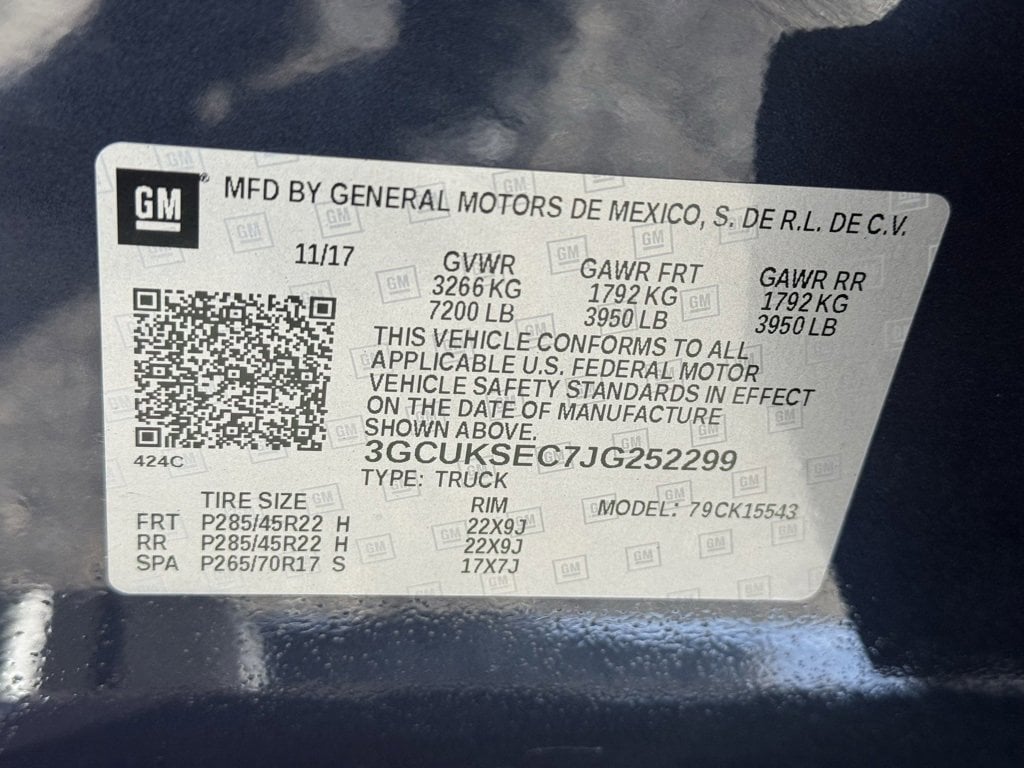 GM® MFD BY GENERAL MOTORS DE MEXICO, S. DE R.L. DE C.V.
11/17 GVWR GAWR FRT GAWR RR
3266 KG 1792 KG 1792 KG
7200 LB 3950 LB 3950 LB
THIS VEHICLE CONFORMS TO ALL
APPLICABLE U.S. FEDERAL MOTOR
VEHICLE SAFETY STANDARDS IN EFFECT
ON THE DATE OF MANUFACTURE
SHOWN ABOVE.
424C 3GCUKSEC7JG252299
TYPE: TRUCK
TIRE SIZE RIM MODEL: 79CK15543
FRT P285/45R22 H 22X9J
RR P285/45R22 H 22X9J
SPA P265/70R17 S 17X7J